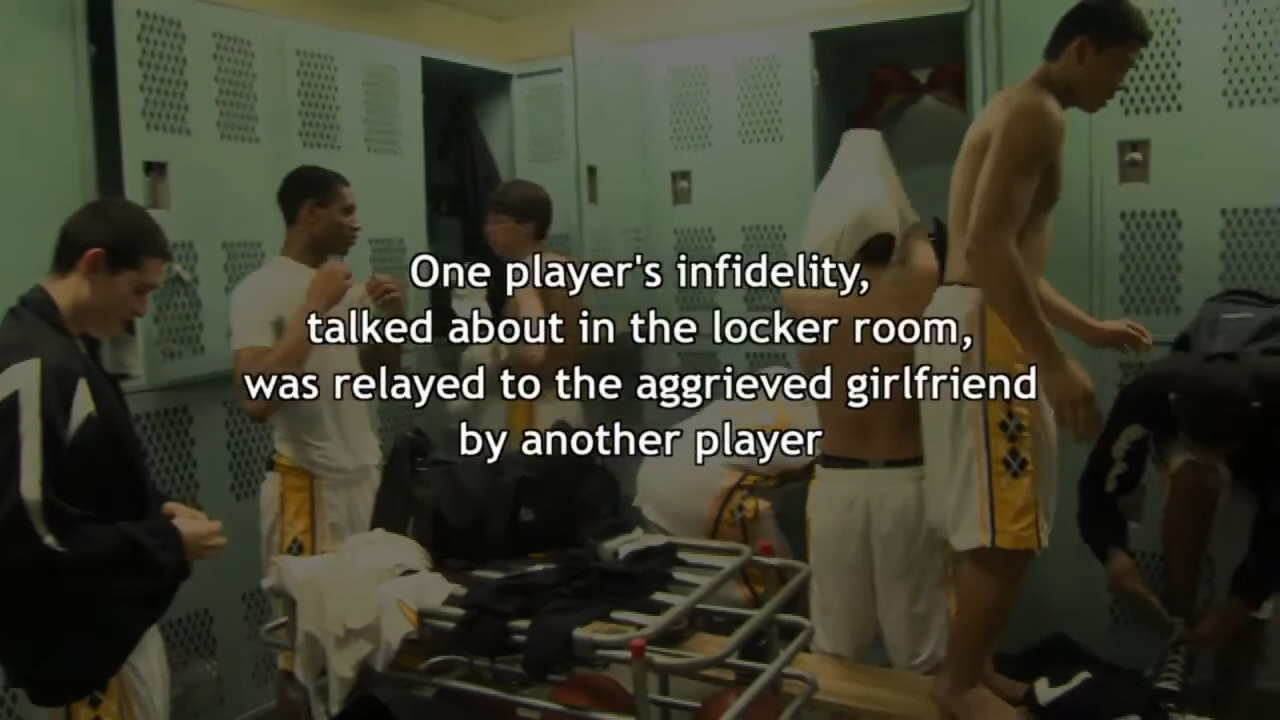 One player's infidelity,
talked about in the locker room,
was relayed to the aggrieved girlfriend
by another player